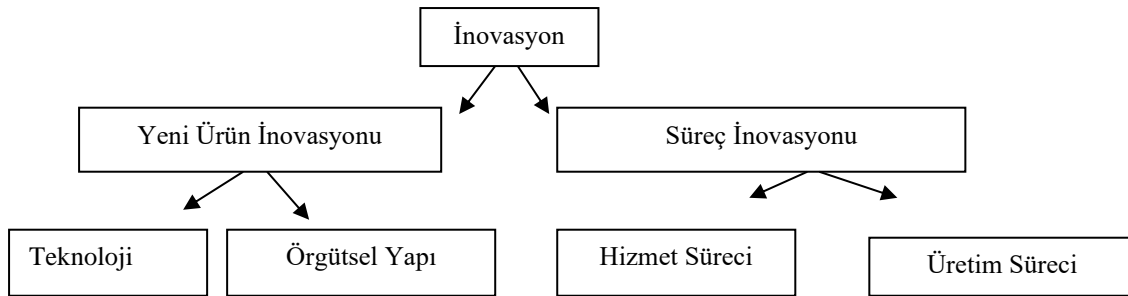 İnovasyon
Yeni Ürün İnovasyonu
Süreç İnovasyonu
Teknoloji
Örgütsel Yapı
Hizmet Süreci
Üretim Süreci